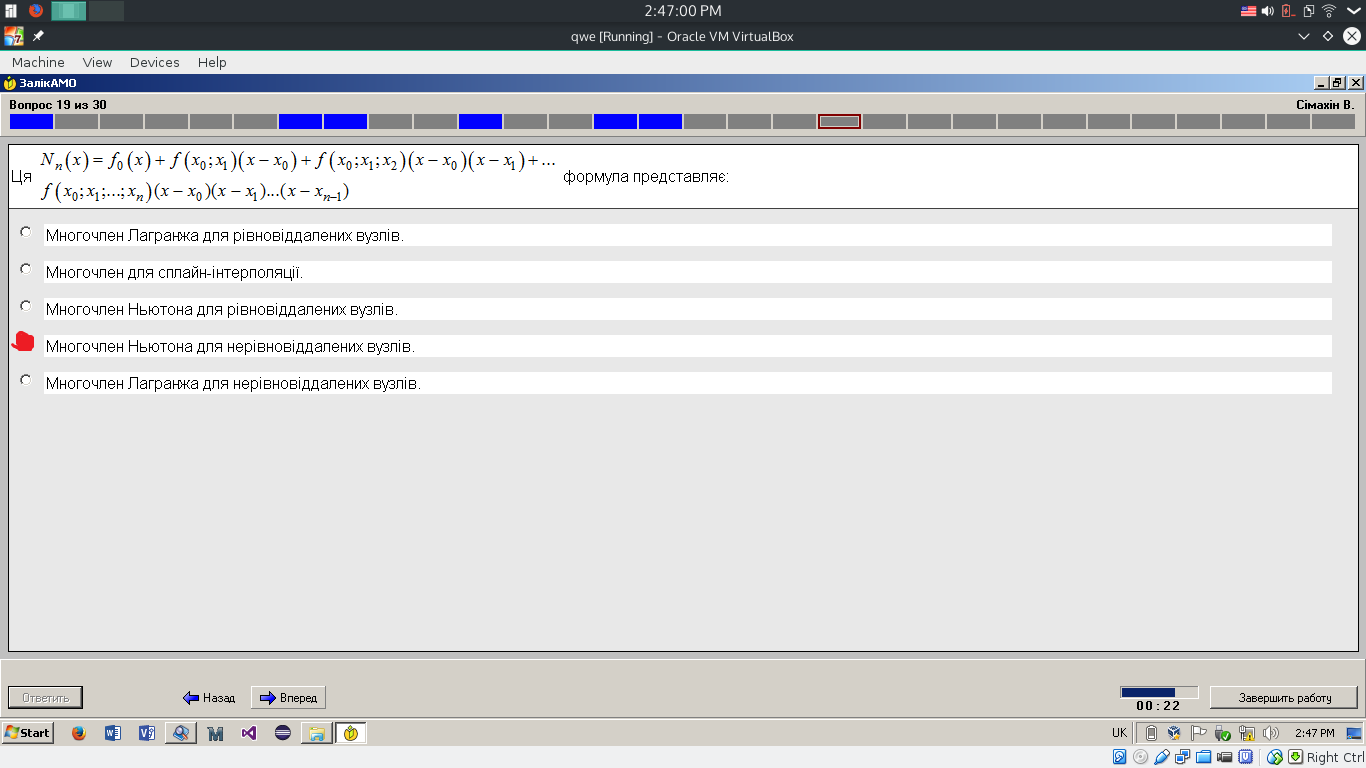 2:47:00 PM
qwe [Running] - Oracle VM VirtualBox
Machine View Devices Help
ЗалікАМО
Вопрос 19 из 30
Сімахін В.
Ця N_n(x) = f_0(x) + f(x_0; x_1)(x − x_0) + f(x_0; x_1; x_2)(x − x_0)(x − x_1) + ...
f(x_0; x_1; ...; x_n)(x − x_0)(x − x_1)...(x − x_{n−1}) формула представляє:
Многочлен Лагранжа для рівновіддалених вузлів.
Многочлен для сплайн-інтерполяції.
Многочлен Ньютона для рівновіддалених вузлів.
Многочлен Ньютона для нерівновіддалених вузлів.
Многочлен Лагранжа для нерівновіддалених вузлів.
Ответить Назад Вперед
00:22
Завершить работу
Start
UK
2:47 PM
Right Ctrl